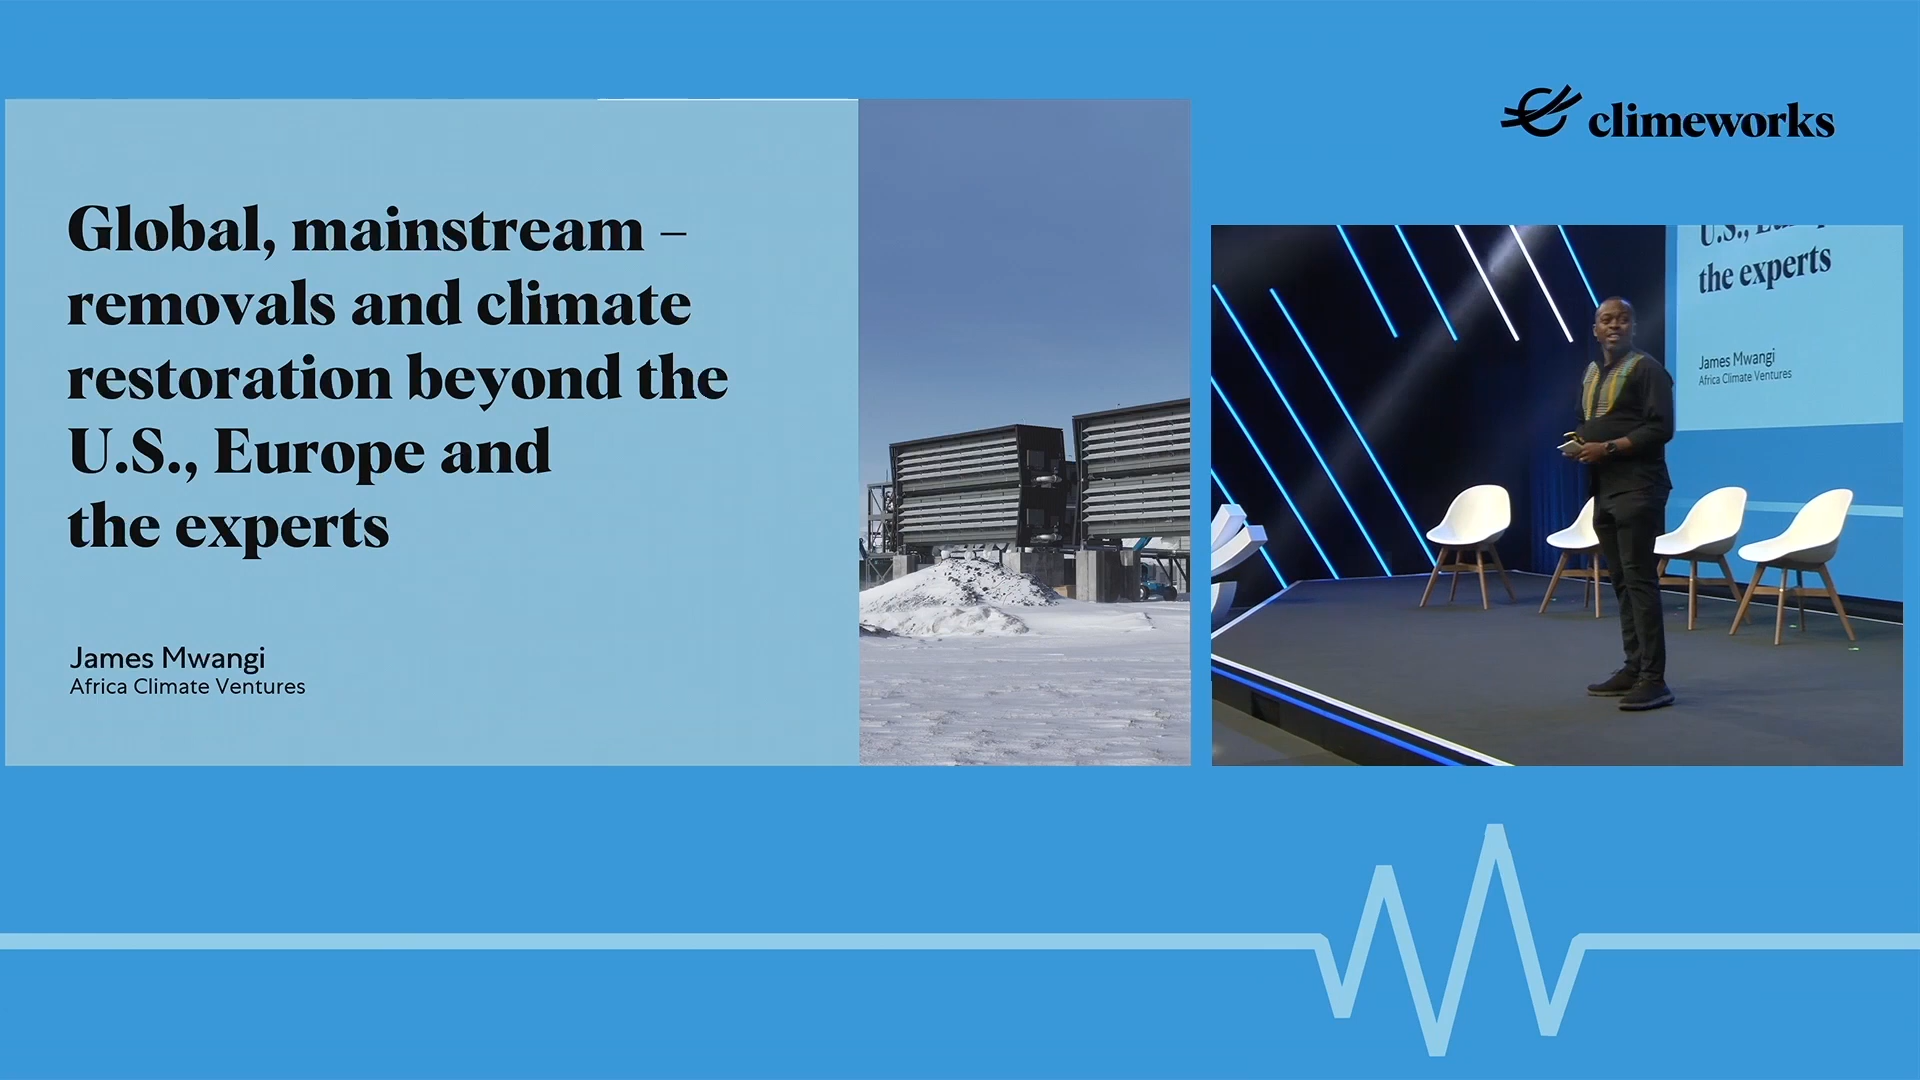 climeworks
Global, mainstream –
removals and climate
restoration beyond the
U.S., Europe and
the experts
James Mwangi
Africa Climate Ventures
the experts
James Mwangi
Africa Climate Ventures